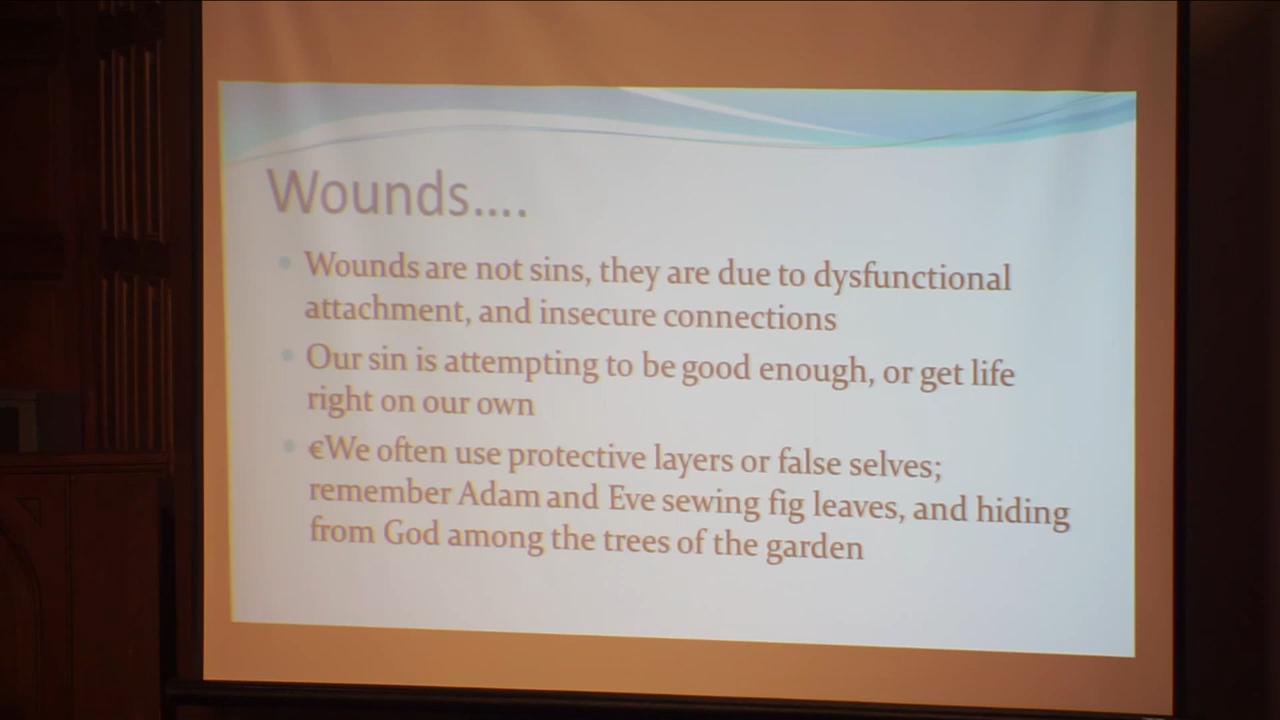 Wounds....
Wounds are not sins, they are due to dysfunctional
attachment, and insecure connections
Our sin is attempting to be good enough, or get life
right on our own
€We often use protective layers or false selves;
remember Adam and Eve sewing fig leaves, and hiding
from God among the trees of the garden